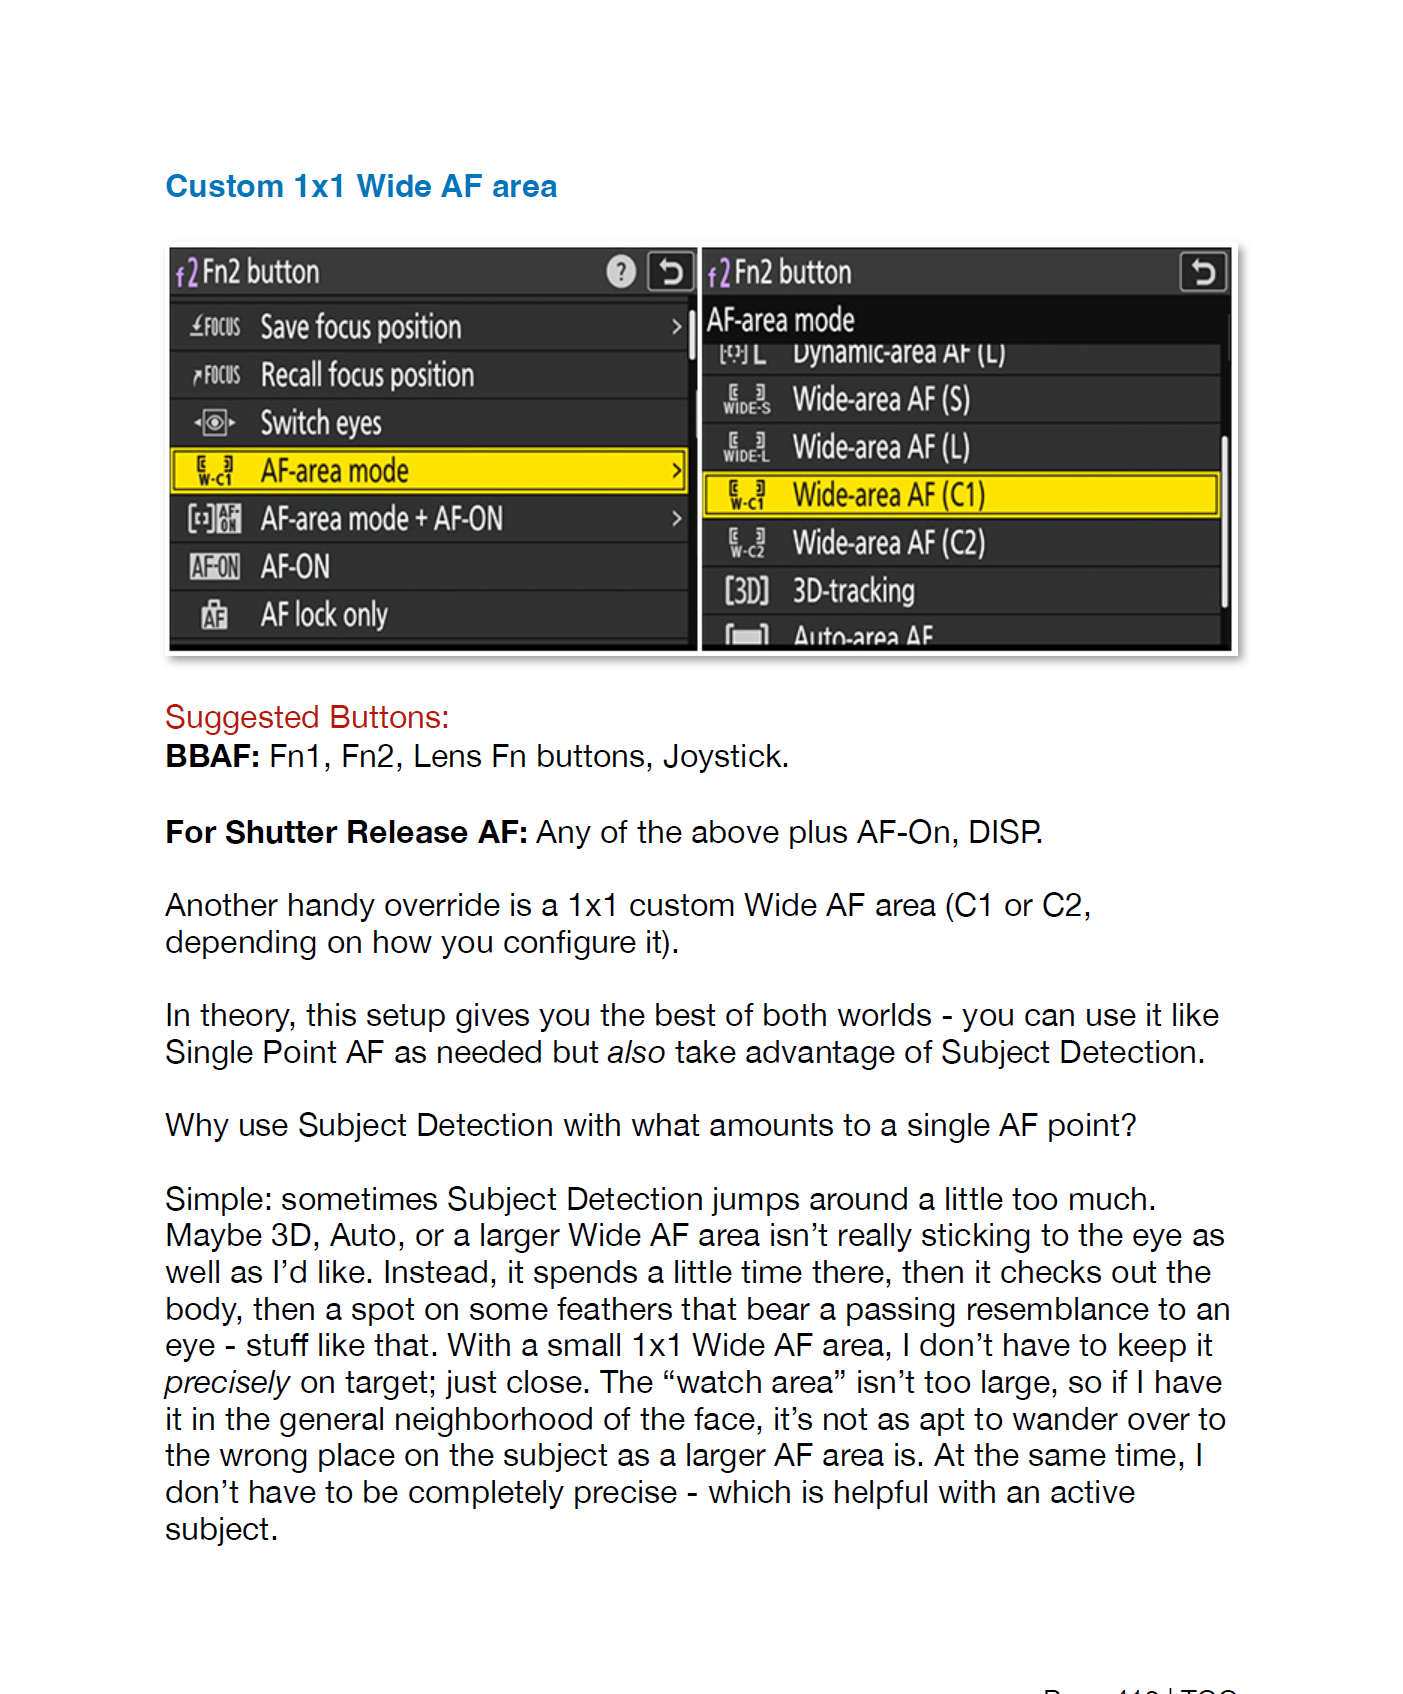 Custom 1x1 Wide AF area
f2 Fn2 button ?
FOCUS Save focus position >
FOCUS Recall focus position
Switch eyes
W-C1 AF-area mode >
AF-ON AF-area mode + AF-ON >
AF-ON AF-ON
AF AF lock only
f2 Fn2 button
AF-area mode
L Dynamic-area AF (L)
WIDE-S Wide-area AF (S)
WIDE-L Wide-area AF (L)
W-C1 Wide-area AF (C1)
W-C2 Wide-area AF (C2)
[3D] 3D-tracking
Auto-area AF
Suggested Buttons:
BBAF: Fn1, Fn2, Lens Fn buttons, Joystick.
For Shutter Release AF: Any of the above plus AF-On, DISP.
Another handy override is a 1x1 custom Wide AF area (C1 or C2,
depending on how you configure it).
In theory, this setup gives you the best of both worlds - you can use it like
Single Point AF as needed but also take advantage of Subject Detection.
Why use Subject Detection with what amounts to a single AF point?
Simple: sometimes Subject Detection jumps around a little too much.
Maybe 3D, Auto, or a larger Wide AF area isn’t really sticking to the eye as
well as I’d like. Instead, it spends a little time there, then it checks out the
body, then a spot on some feathers that bear a passing resemblance to an
eye - stuff like that. With a small 1x1 Wide AF area, I don’t have to keep it
precisely on target; just close. The “watch area” isn’t too large, so if I have
it in the general neighborhood of the face, it’s not as apt to wander over to
the wrong place on the subject as a larger AF area is. At the same time, I
don’t have to be completely precise - which is helpful with an active
subject.